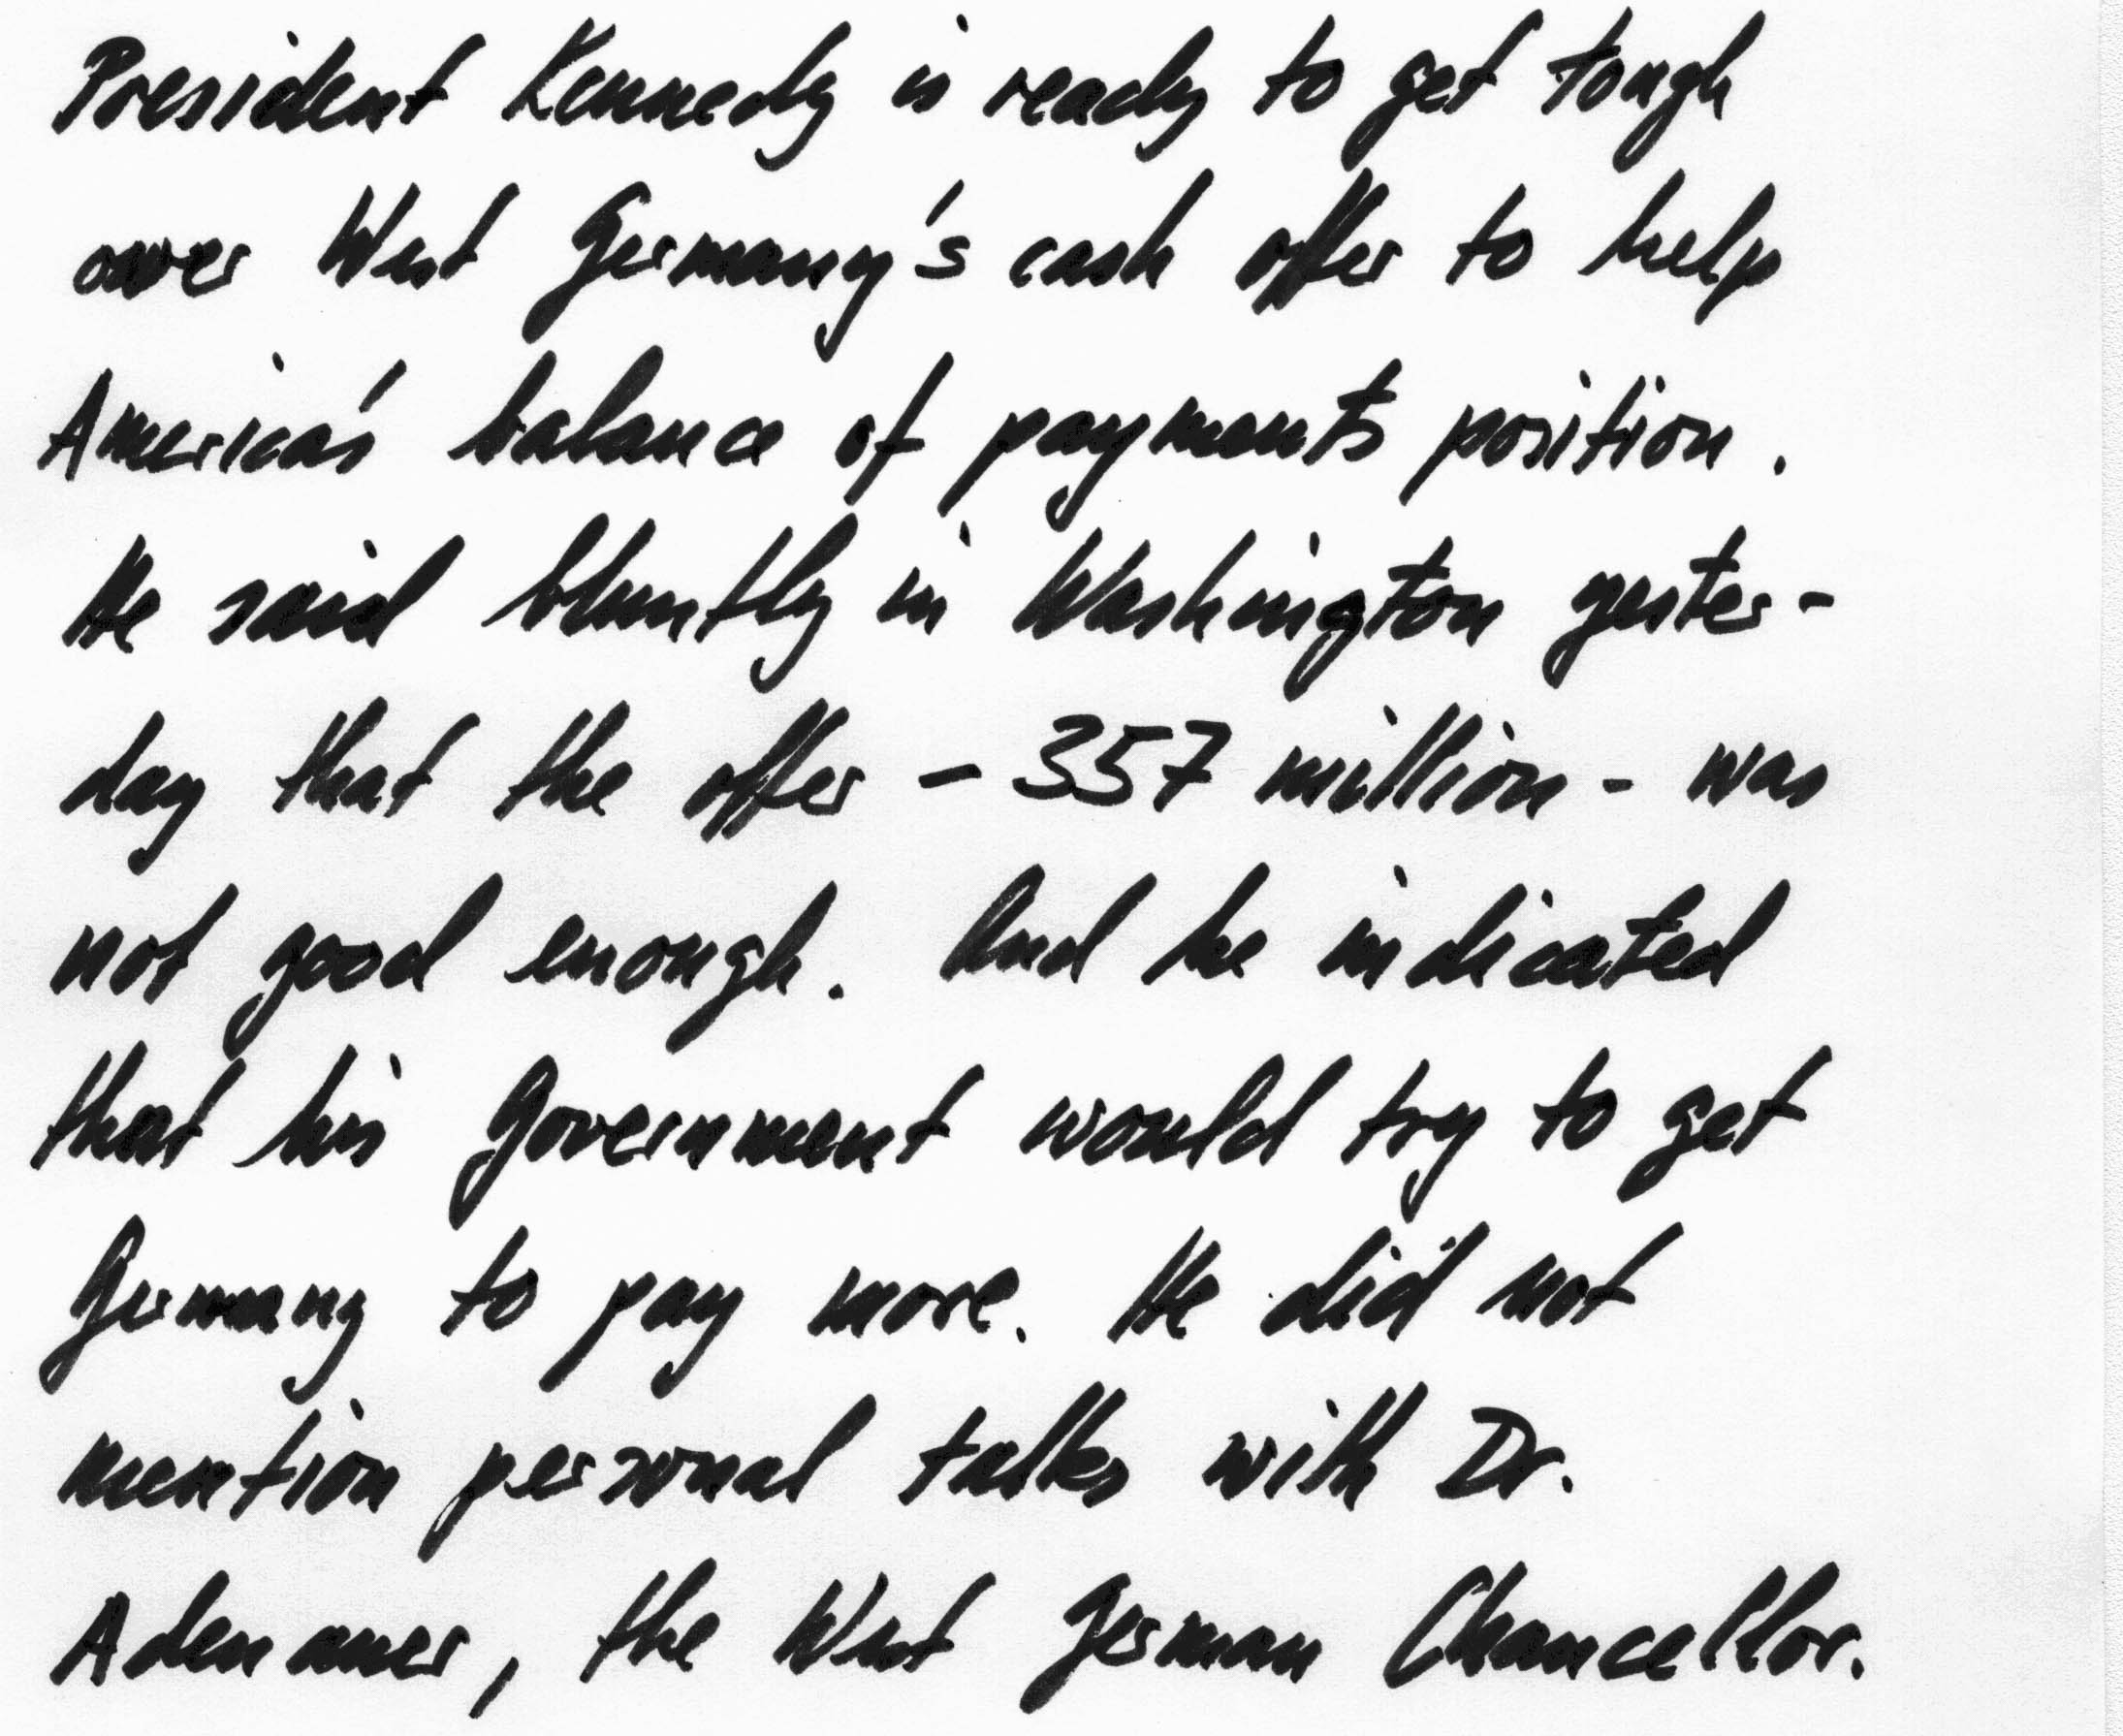 President Kennedy is ready to get tough
over West Germany's cash offer to help
America's balance of payments position.
He said bluntly in Washington yester-
day that the offer - 357 million - was
not good enough. And he indicated
that his Government would try to get
Germany to pay more. He did not
mention personal talks with Dr.
Adenauer, the West German Chancellor.